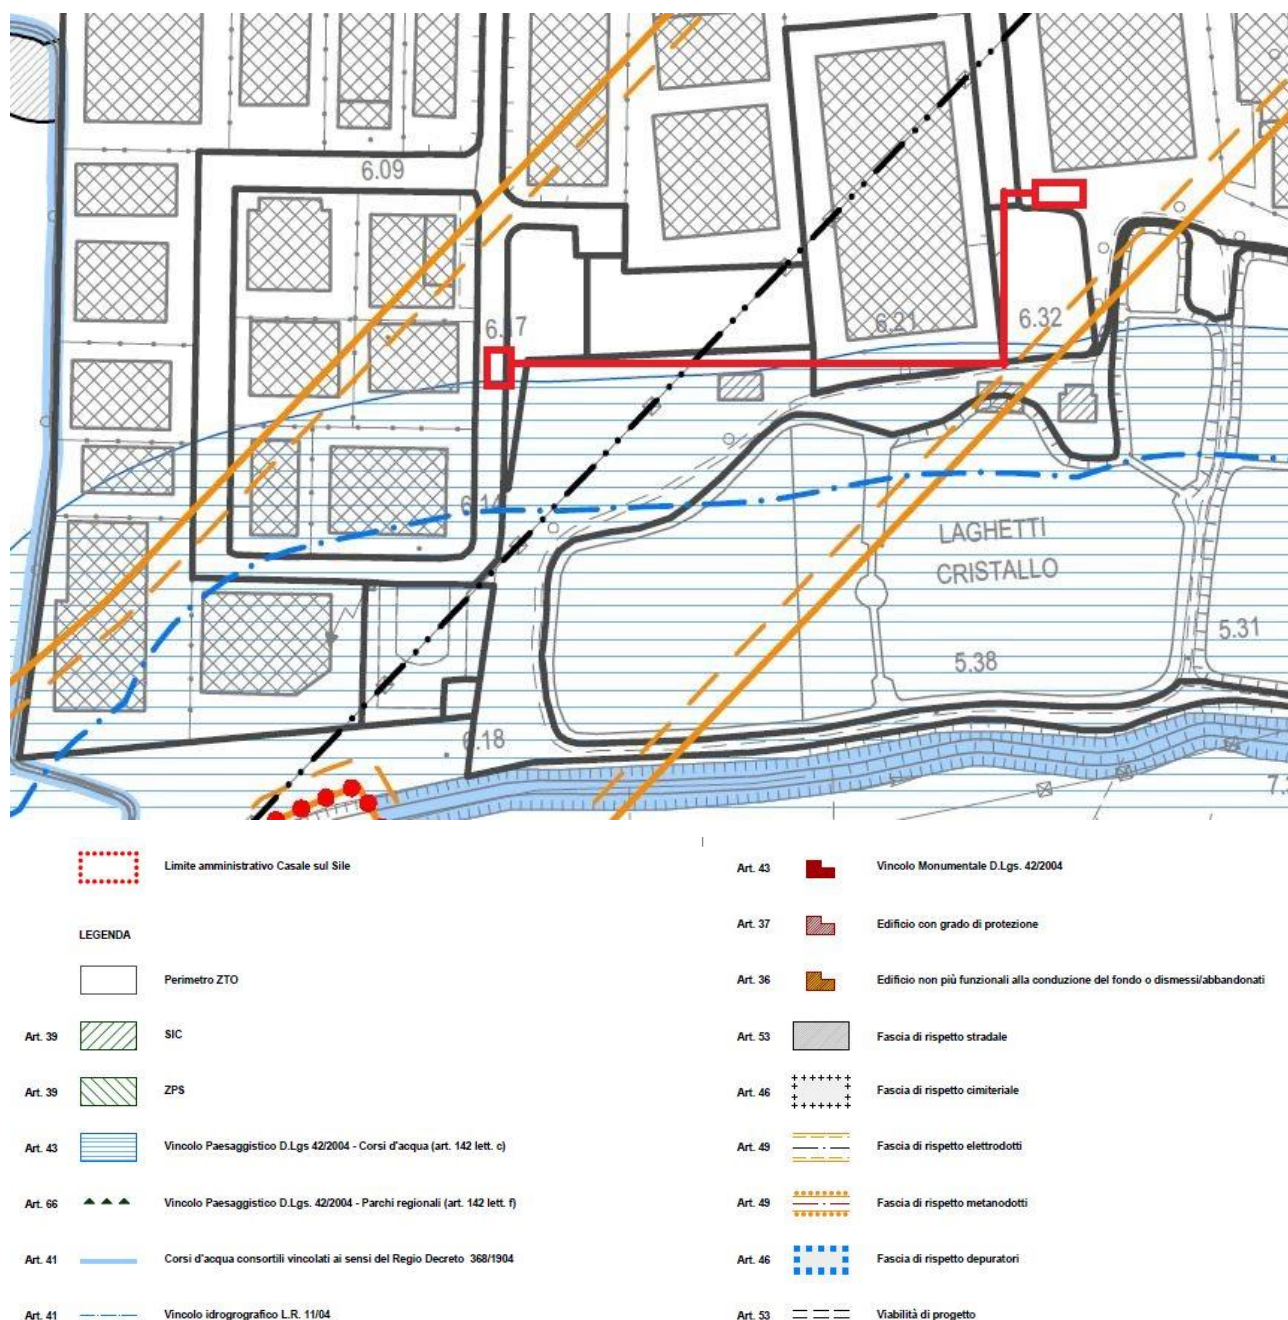 6.09
6.17
6.21
6.32
6.14
LAGHETTI
CRISTALLO
5.31
5.38
6.18
Limite amministrativo Casale sul Sile
LEGENDA
Perimetro ZTO
Art. 39 SIC
Art. 39 ZPS
Art. 43 Vincolo Paesaggistico D.Lgs 42/2004 - Corsi d'acqua (art. 142 lett. c)
Art. 66 Vincolo Paesaggistico D.Lgs. 42/2004 - Parchi regionali (art. 142 lett. f)
Art. 41 Corsi d'acqua consortili vincolati ai sensi del Regio Decreto 368/1904
Art. 41 Vincolo idrogrografico L.R. 11/04
Art. 43 Vincolo Monumentale D.Lgs. 42/2004
Art. 37 Edificio con grado di protezione
Art. 36 Edificio non più funzionali alla conduzione del fondo o dismessi/abbandonati
Art. 53 Fascia di rispetto stradale
Art. 46 Fascia di rispetto cimiteriale
Art. 49 Fascia di rispetto elettrodotti
Art. 49 Fascia di rispetto metanodotti
Art. 46 Fascia di rispetto depuratori
Art. 53 Viabilità di progetto